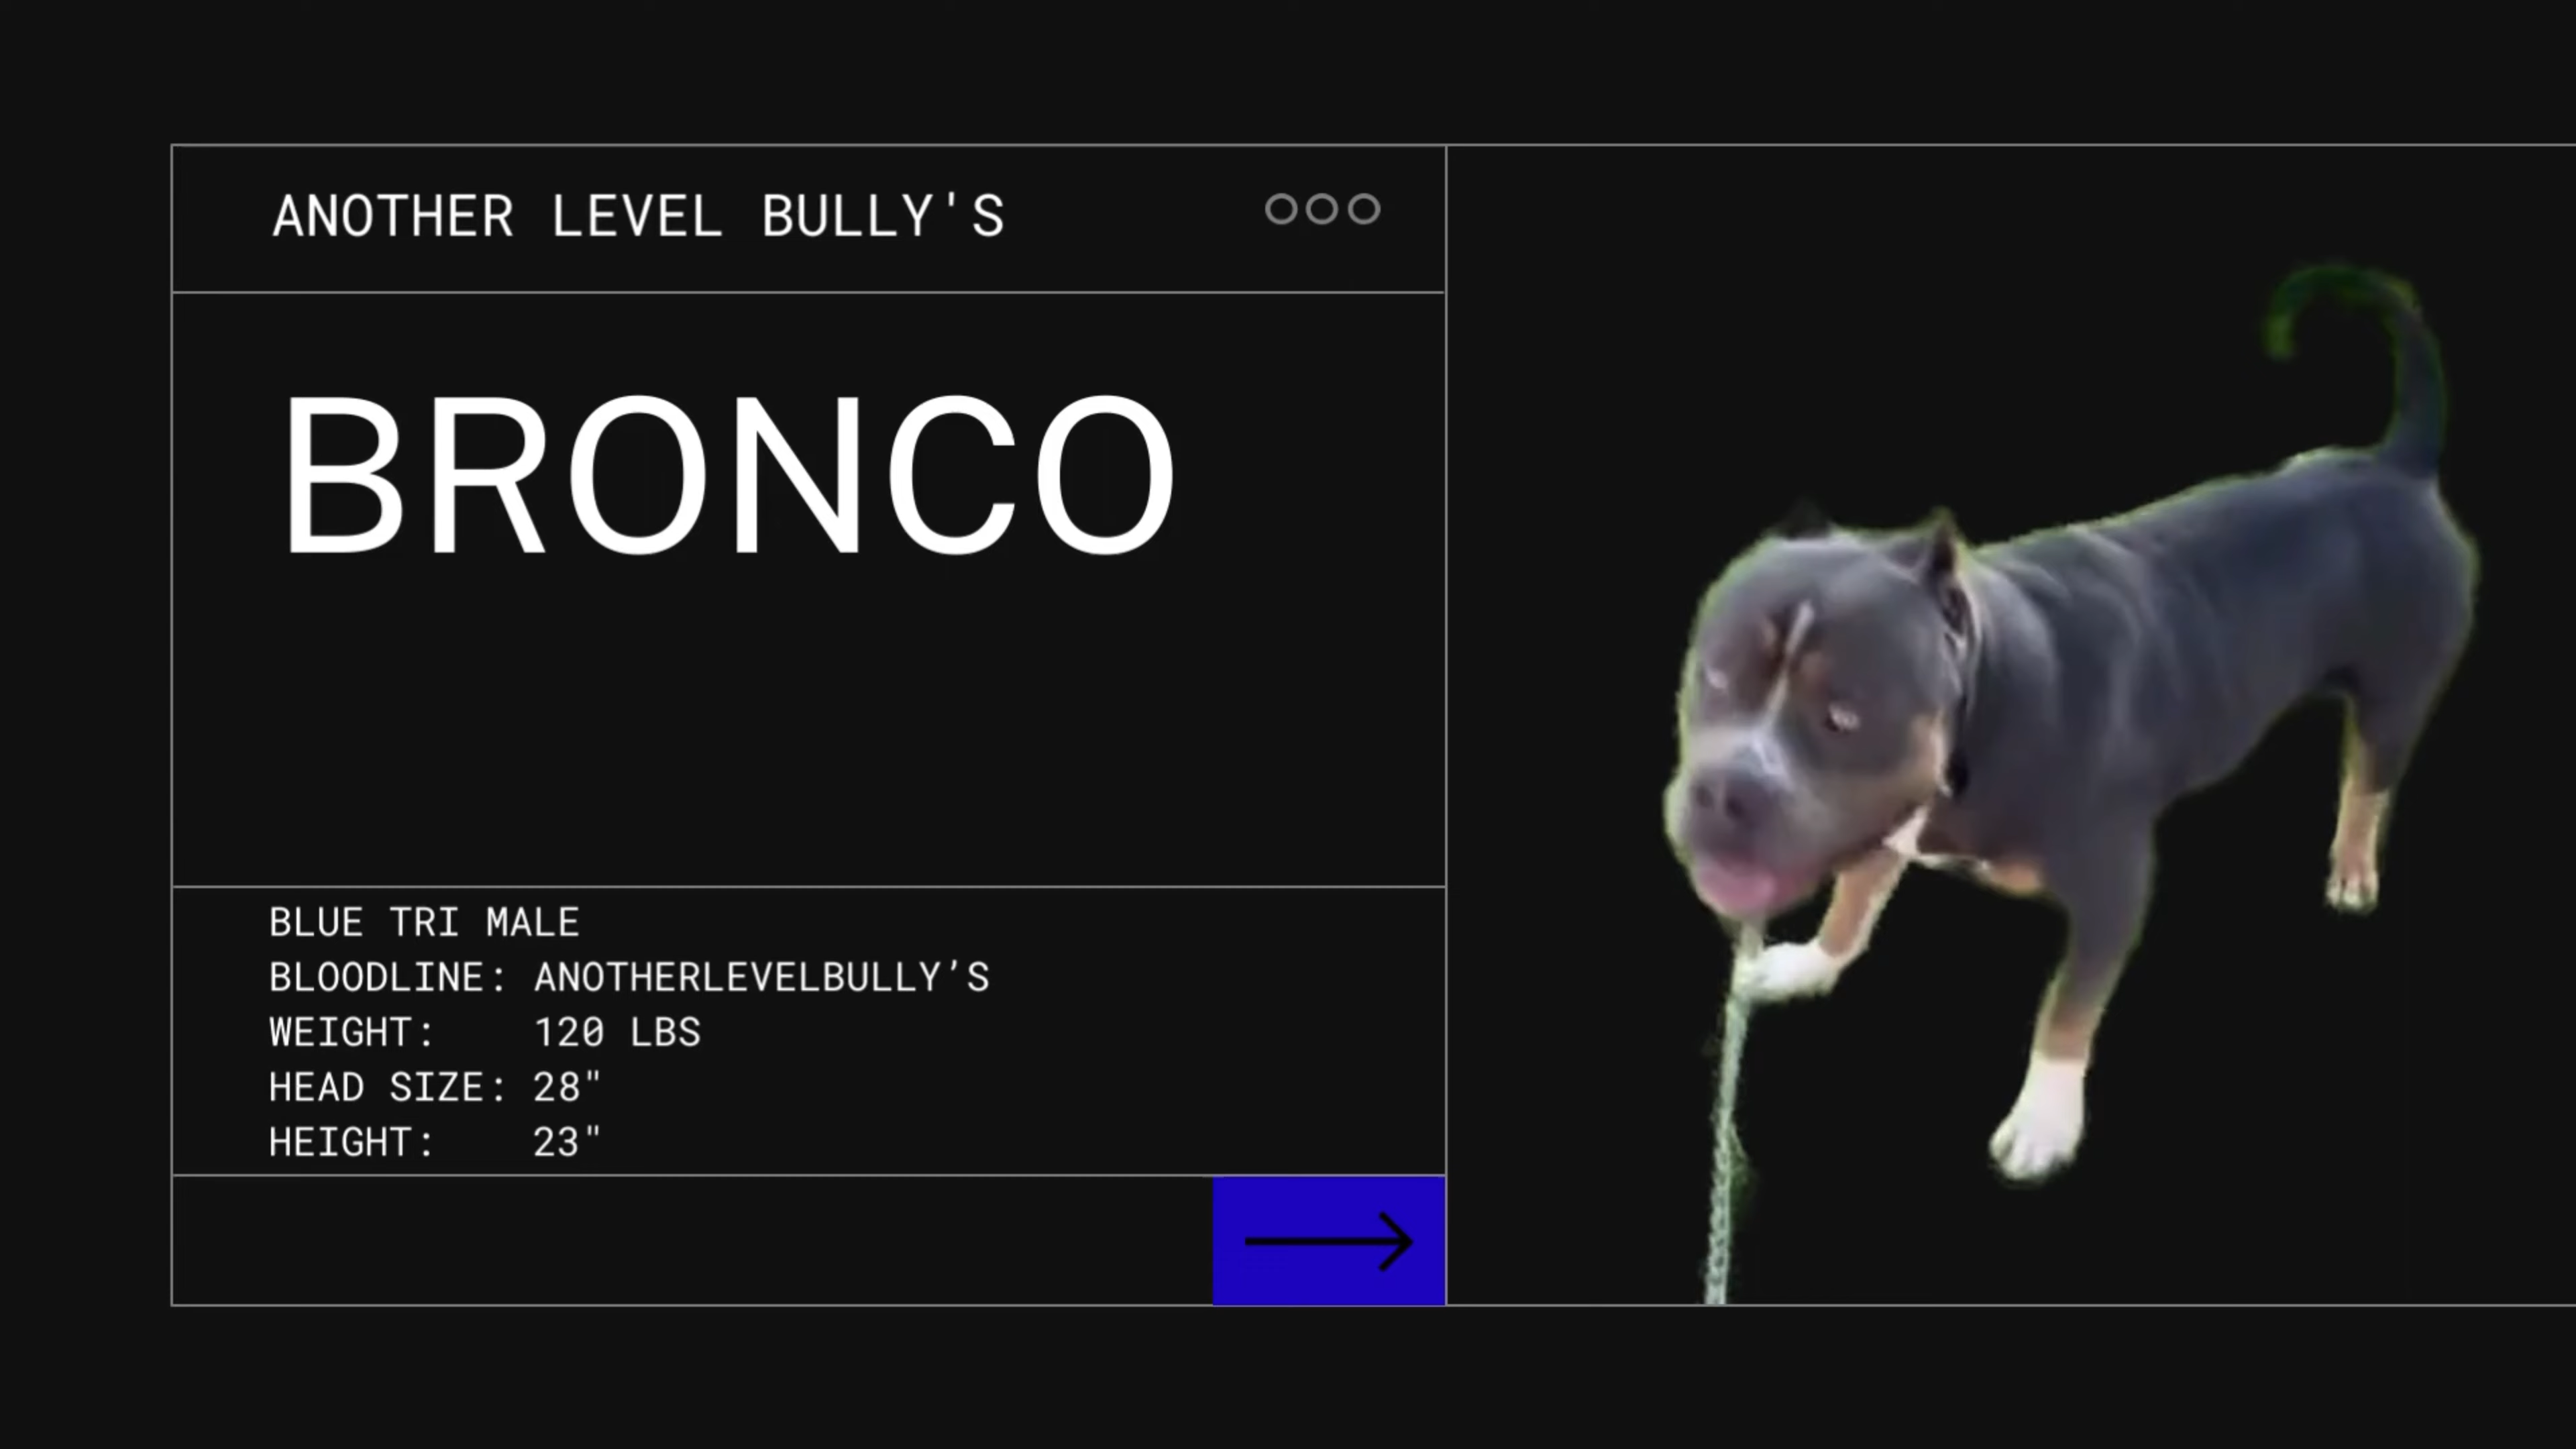 ANOTHER LEVEL BULLY'S
BRONCO
BLUE TRI MALE
BLOODLINE: ANOTHERLEVELBULLY’S
WEIGHT: 120 LBS
HEAD SIZE: 28"
HEIGHT: 23"